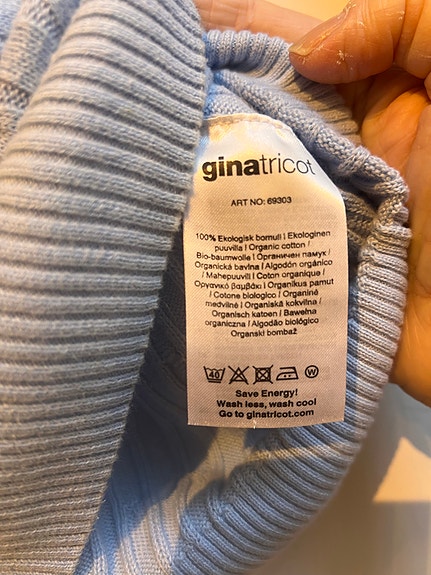 ginatricot
ART NO: 69303
100% Ekologisk bomull | Ekologinen
puuvilla | Organic cotton |
Bio-baumwolle | Органичен памук |
Organická bavlna | Algodón orgánico
| Mahepuuvill | Coton organique |
Οργανικό βαμβάκι | Organikus pamut
| Cotone biologico | Organinė
medvilnė | Organiskā kokvilna |
Organisch katoen | Bawełna
organiczna | Algodão biológico
Organski bombaž
40 W
Save Energy!
Wash less, wash cool
Go to ginatricot.com